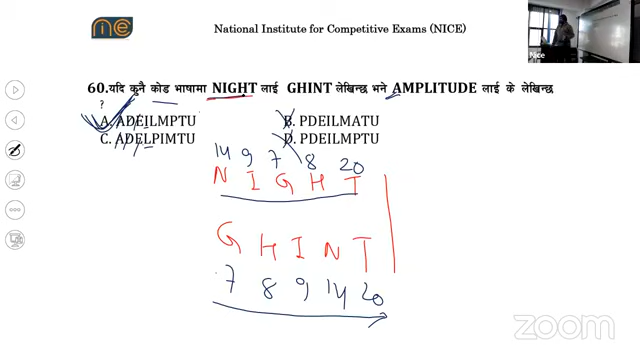 nie
National Institute for Competitive Exams (NICE)
Nice
60.यदि कुनै कोड भाषामा NIGHT लाई GHINT लेखिन्छ भने AMPLITUDE लाई के लेखिन्छ
?
A. ADEILMPTU B. PDEILMATU
C. ADELPIMTU D. PDEILMPTU
14 9 7 8 20
N I G H T
G H I N T
7 8 9 14 20
zoom